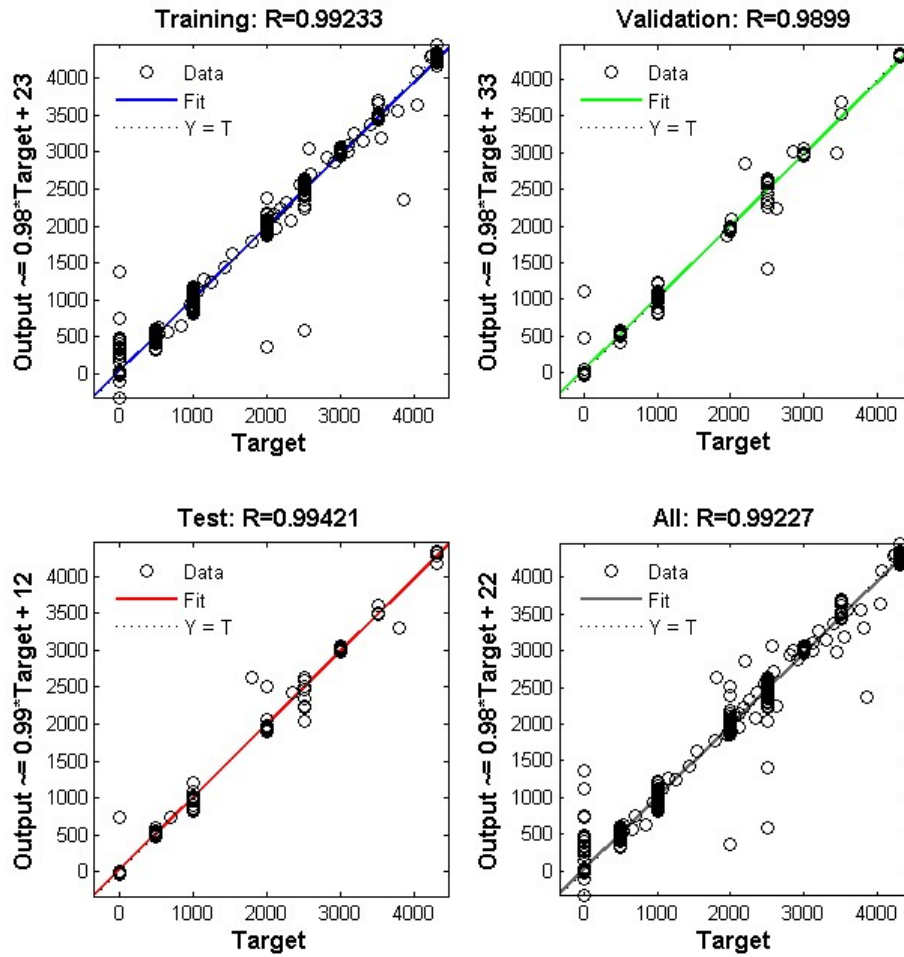 Training: R=0.99233
Output ~= 0.98*Target + 23
Data
Fit
Y = T
4000
3500
3000
2500
2000
1500
1000
500
0
0 1000 2000 3000 4000
Target
Validation: R=0.9899
Output ~= 0.98*Target + 33
Data
Fit
Y = T
4000
3500
3000
2500
2000
1500
1000
500
0
0 1000 2000 3000 4000
Target
Test: R=0.99421
Output ~= 0.99*Target + 12
Data
Fit
Y = T
4000
3500
3000
2500
2000
1500
1000
500
0
0 1000 2000 3000 4000
Target
All: R=0.99227
Output ~= 0.98*Target + 22
Data
Fit
Y = T
4000
3500
3000
2500
2000
1500
1000
500
0
0 1000 2000 3000 4000
Target